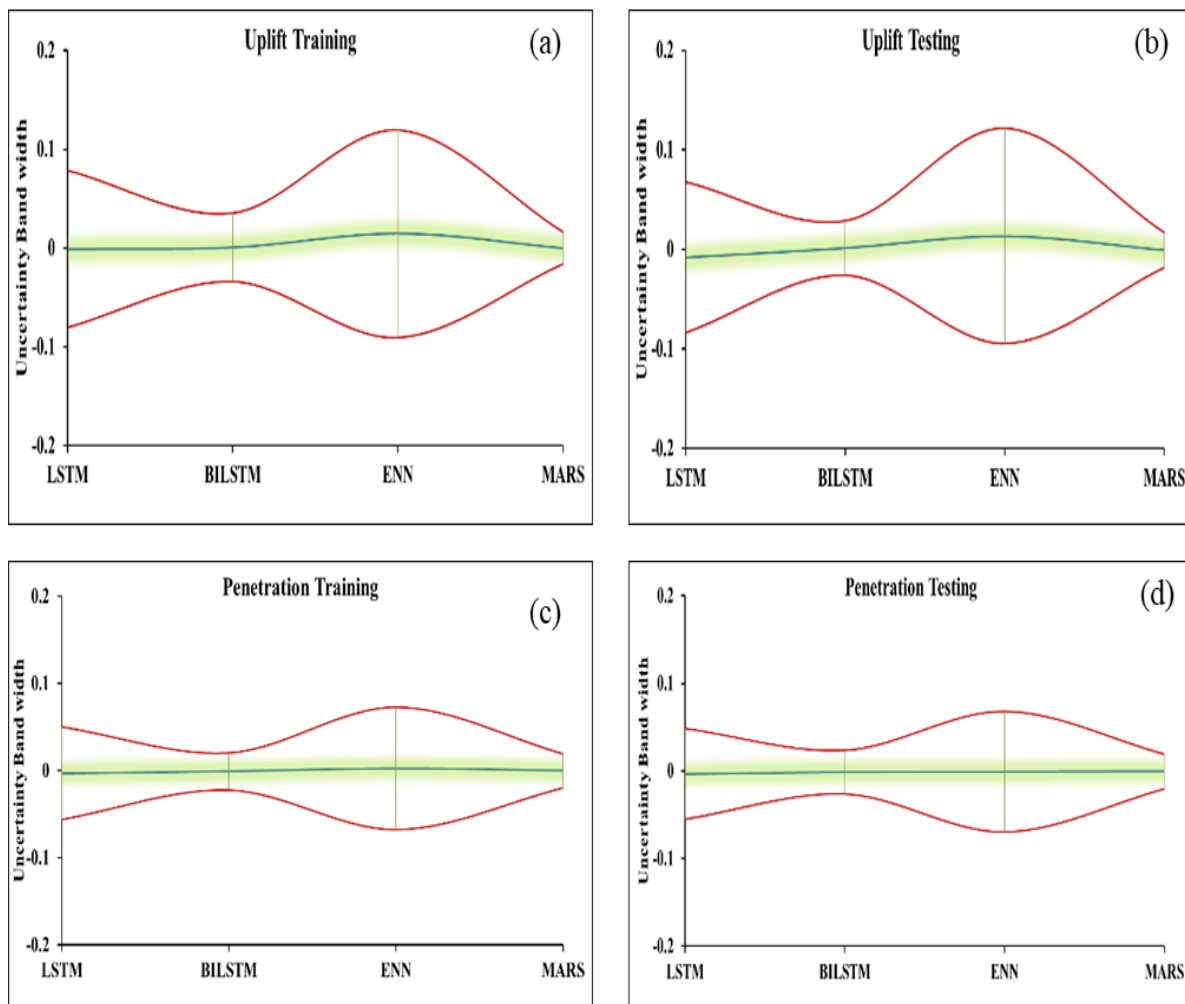 Uplift Training
(a)
Uncertainty Band width
0.2
0.1
0
-0.1
-0.2
LSTM
BILSTM
ENN
MARS
Uplift Testing
(b)
Uncertainty Band width
0.2
0.1
0
-0.1
-0.2
LSTM
BILSTM
ENN
MARS
Penetration Training
(c)
Uncertainty Band width
0.2
0.1
0
-0.1
-0.2
LSTM
BILSTM
ENN
MARS
Penetration Testing
(d)
Uncertainty Band width
0.2
0.1
0
-0.1
-0.2
LSTM
BILSTM
ENN
MARS